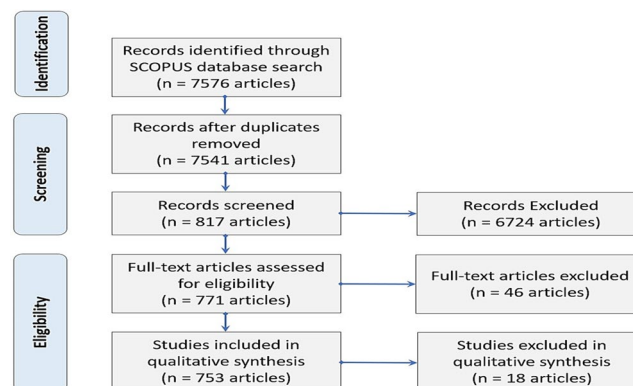 Identification
Records identified through
SCOPUS database search
(n = 7576 articles)
Screening
Records after duplicates
removed
(n = 7541 articles)
Records screened
(n = 817 articles)
Records Excluded
(n = 6724 articles)
Eligibility
Full-text articles assessed
for eligibility
(n = 771 articles)
Full-text articles excluded
(n = 46 articles)
Studies included in
qualitative synthesis
(n = 753 articles)
Studies excluded in
qualitative synthesis
(n = 18 articles)